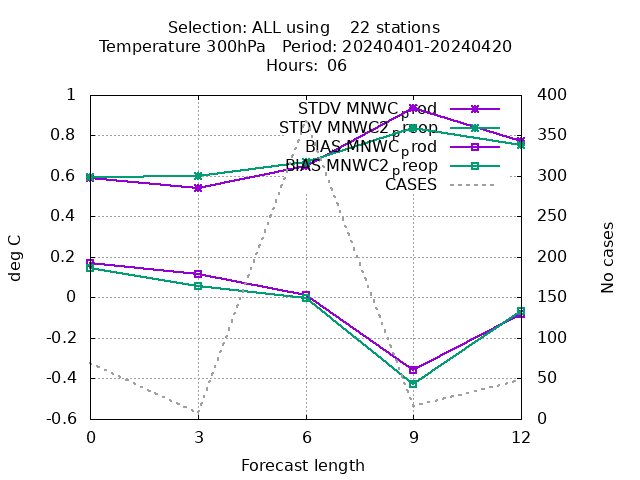 Selection: ALL using 22 stations
Temperature 300hPa Period: 20240401-20240420
Hours: 06
STDV MNWC_prod
STDV MNWC2_preop
BIAS MNWC_prod
BIAS MNWC2_preop
CASES
deg C
1
0.8
0.6
0.4
0.2
0
-0.2
-0.4
-0.6
400
350
300
250
200
150
100
50
0
No cases
0 3 6 9 12
Forecast length